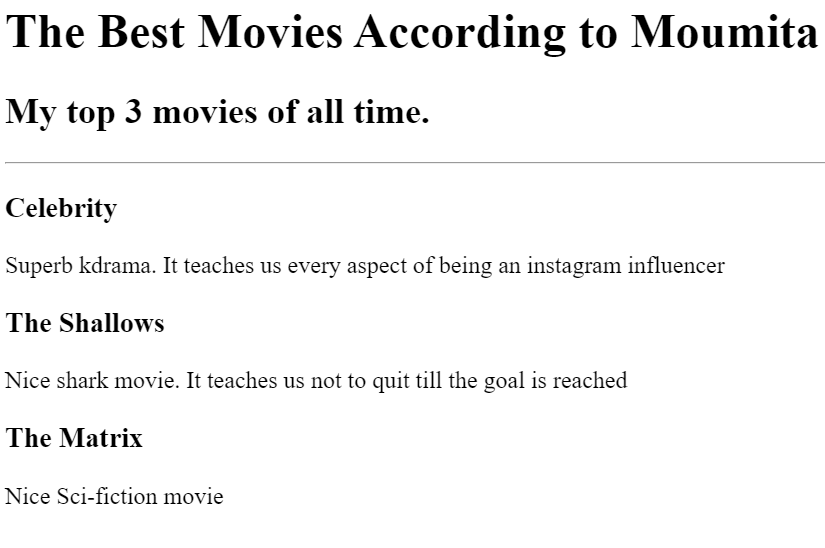 The Best Movies According to Moumita
My top 3 movies of all time.
Celebrity
Superb kdrama. It teaches us every aspect of being an instagram influencer
The Shallows
Nice shark movie. It teaches us not to quit till the goal is reached
The Matrix
Nice Sci-fiction movie